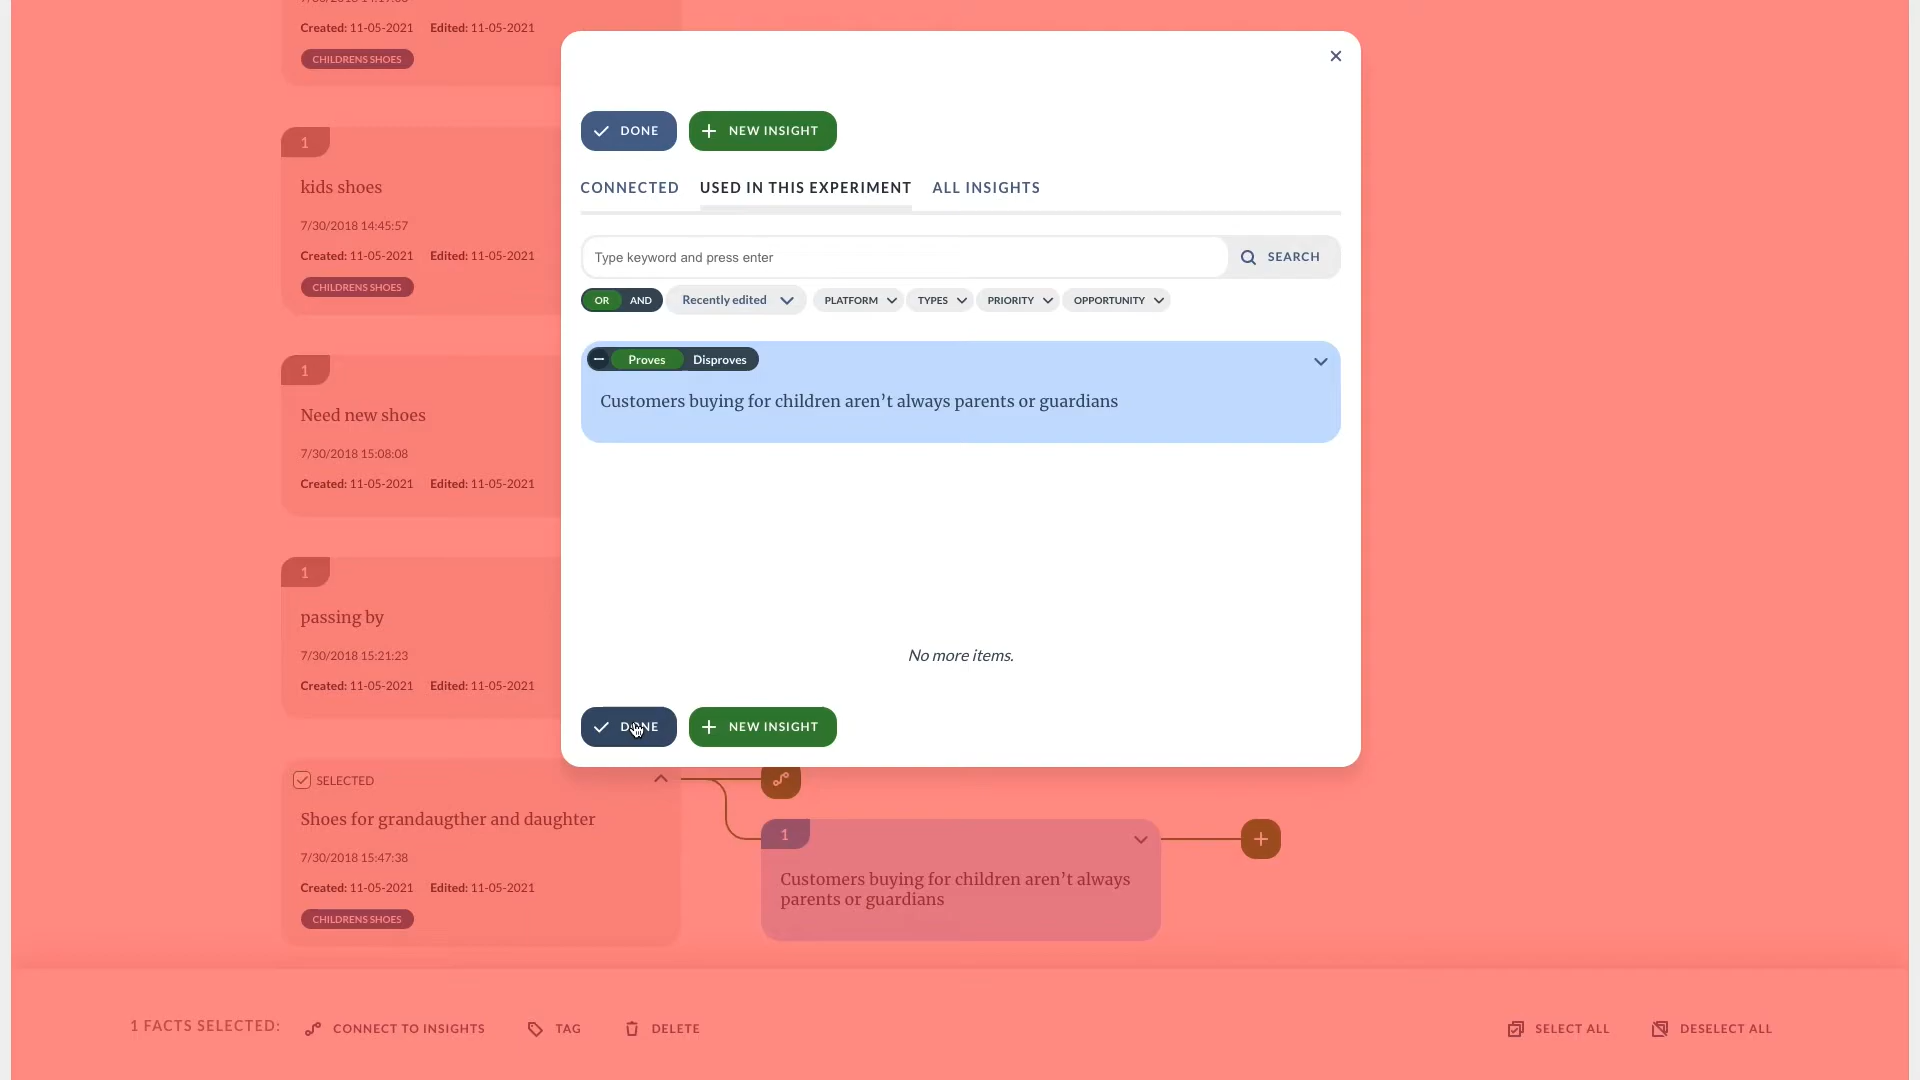 Created: 11-05-2021 Edited: 11-05-2021
CHILDRENS SHOES
1
kids shoes
7/30/2018 14:45:57
Created: 11-05-2021 Edited: 11-05-2021
CHILDRENS SHOES
1
Need new shoes
7/30/2018 15:08:08
Created: 11-05-2021 Edited: 11-05-2021
1
passing by
7/30/2018 15:21:23
Created: 11-05-2021 Edited: 11-05-2021
SELECTED
Shoes for grandaugther and daughter
7/30/2018 15:47:38
Created: 11-05-2021 Edited: 11-05-2021
CHILDRENS SHOES
DONE NEW INSIGHT
CONNECTED USED IN THIS EXPERIMENT ALL INSIGHTS
Type keyword and press enter SEARCH
OR AND Recently edited PLATFORM TYPES PRIORITY OPPORTUNITY
Proves Disproves
Customers buying for children aren’t always parents or guardians
No more items.
DONE NEW INSIGHT
1
Customers buying for children aren’t always
parents or guardians
1 FACTS SELECTED: CONNECT TO INSIGHTS TAG DELETE SELECT ALL DESELECT ALL